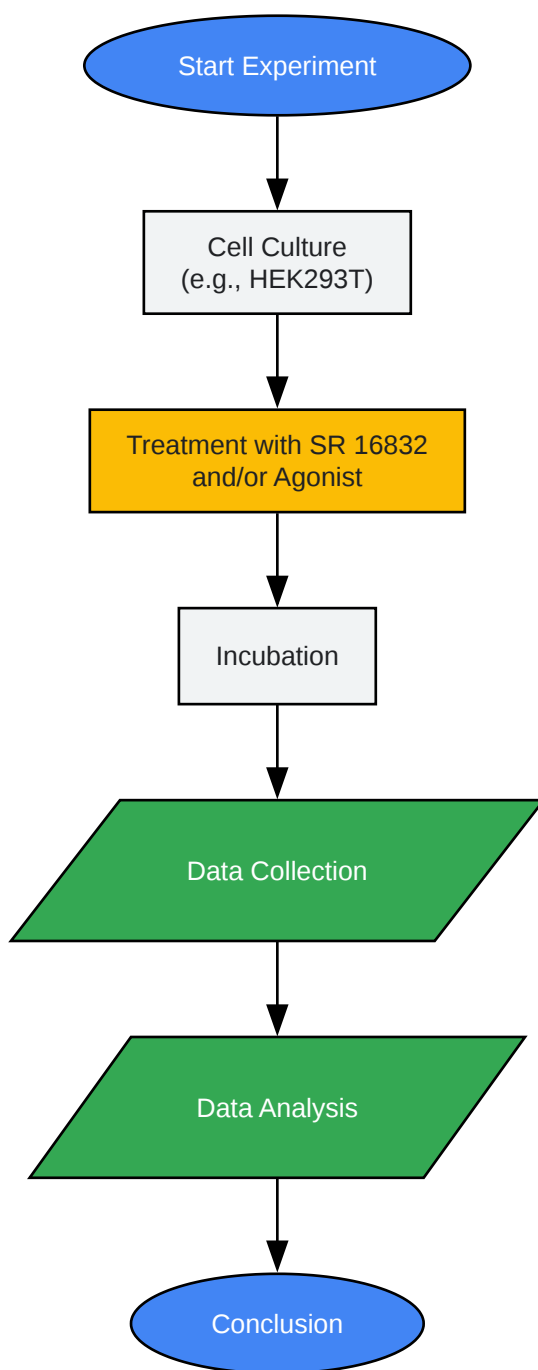 Start Experiment
Cell Culture
(e.g., HEK293T)
Treatment with SR 16832
and/or Agonist
Incubation
Data Collection
Data Analysis
Conclusion